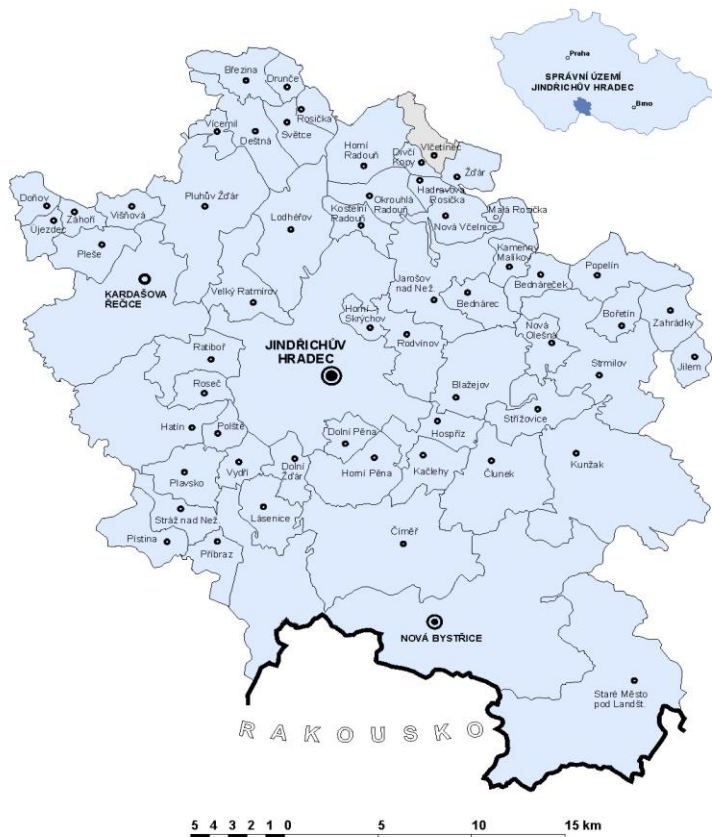 Praha
SPRÁVNÍ ÚZEMÍ
JINDŘICHŮV HRADEC
Brno
Březina
Drunče
Rosička
Světce
Vícemil
Deštná
Horní
Radouň
Vlčetínec
Dívčí
Kopy
Žďár
Hadravova
Rosička
Okrouhlá
Radouň
Malá Rosička
Nová Včelnice
Kostelní
Radouň
Doňov
Záhoří
Újezdec
Višňová
Pleše
Pluhův Žďár
Lodhéřov
Kamenný
Malíkov
Bednáreček
Popelín
KARDAŠOVA
ŘEČICE
Velký Ratmírov
Jarošov
nad Než.
Bednárec
Bořetín
Zahrádky
Horní
Skrýchov
Rodvínov
Nová
Olešná
Jilem
JINDŘICHŮV
HRADEC
Ratiboř
Roseč
Strmilov
Blažejov
Střížovice
Hatín
Polště
Dolní Pěna
Hospříz
Plavsko
Vydří
Dolní
Žďár
Horní Pěna
Kačlehy
Člunek
Kunžak
Stráž nad Než.
Lásenice
Pístina
Příbraz
Číměř
NOVÁ BYSTŘICE
Staré Město
pod Landšt.
RAKOUSKO
5 4 3 2 1 0 5 10 15 km